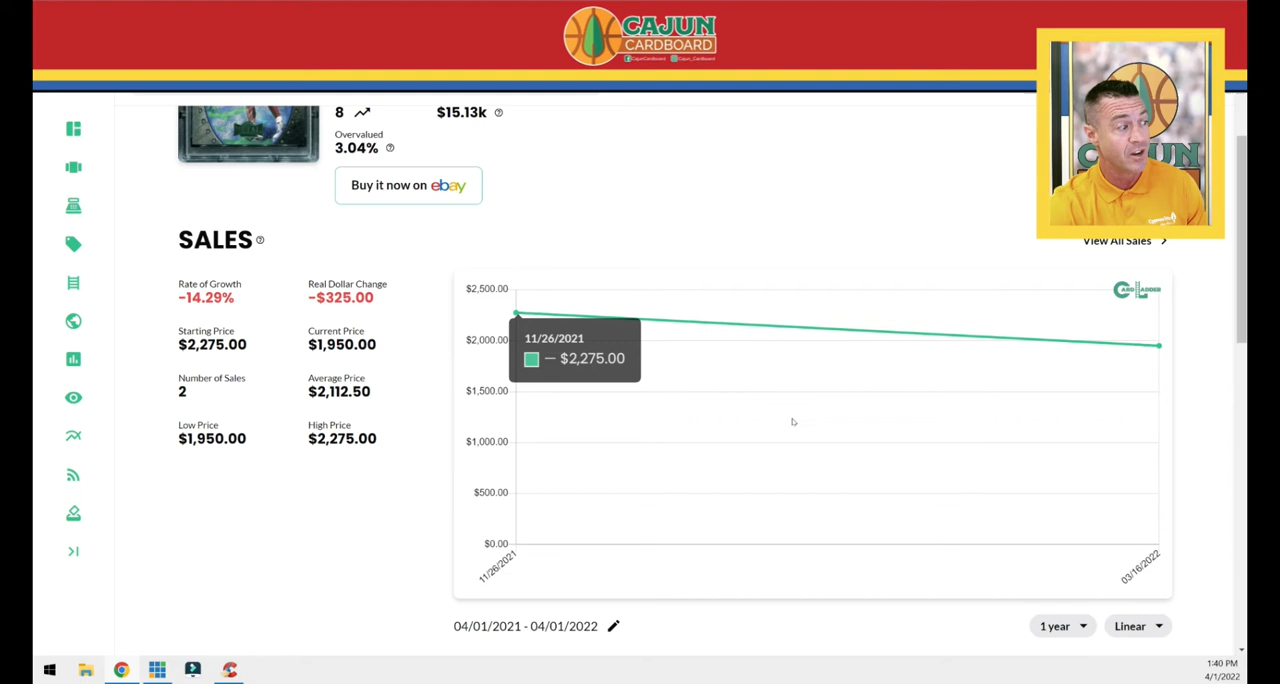 CAJUN
CARDBOARD
CajunCardboard
Cajun_Cardboard
8
$15.13k
Overvalued
3.04%
Buy it now on ebay
SALES
View All Sales
Rate of Growth
Real Dollar Change
-14.29%
-$325.00
Starting Price
Current Price
$2,275.00
$1,950.00
Number of Sales
Average Price
2
$2,112.50
Low Price
High Price
$1,950.00
$2,275.00
CARD LADDER
$2,500.00
$2,000.00
$1,500.00
$1,000.00
$500.00
$0.00
11/26/2021
— $2,275.00
11/26/2021
03/16/2022
04/01/2021 - 04/01/2022
1 year
Linear
1:40 PM
4/1/2022